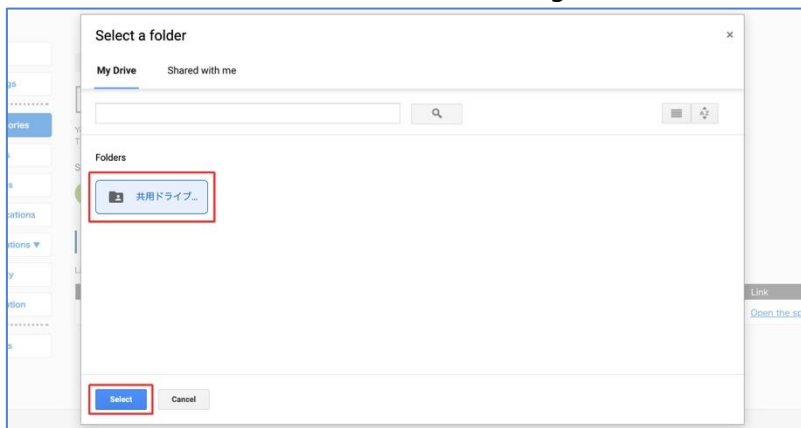 Select a folder
×
My Drive Shared with me
Folders
共用ドライブ...
Select Cancel
gs
ories
s
s
cations
ations ▼
y
ation
s
Link
Open the sp